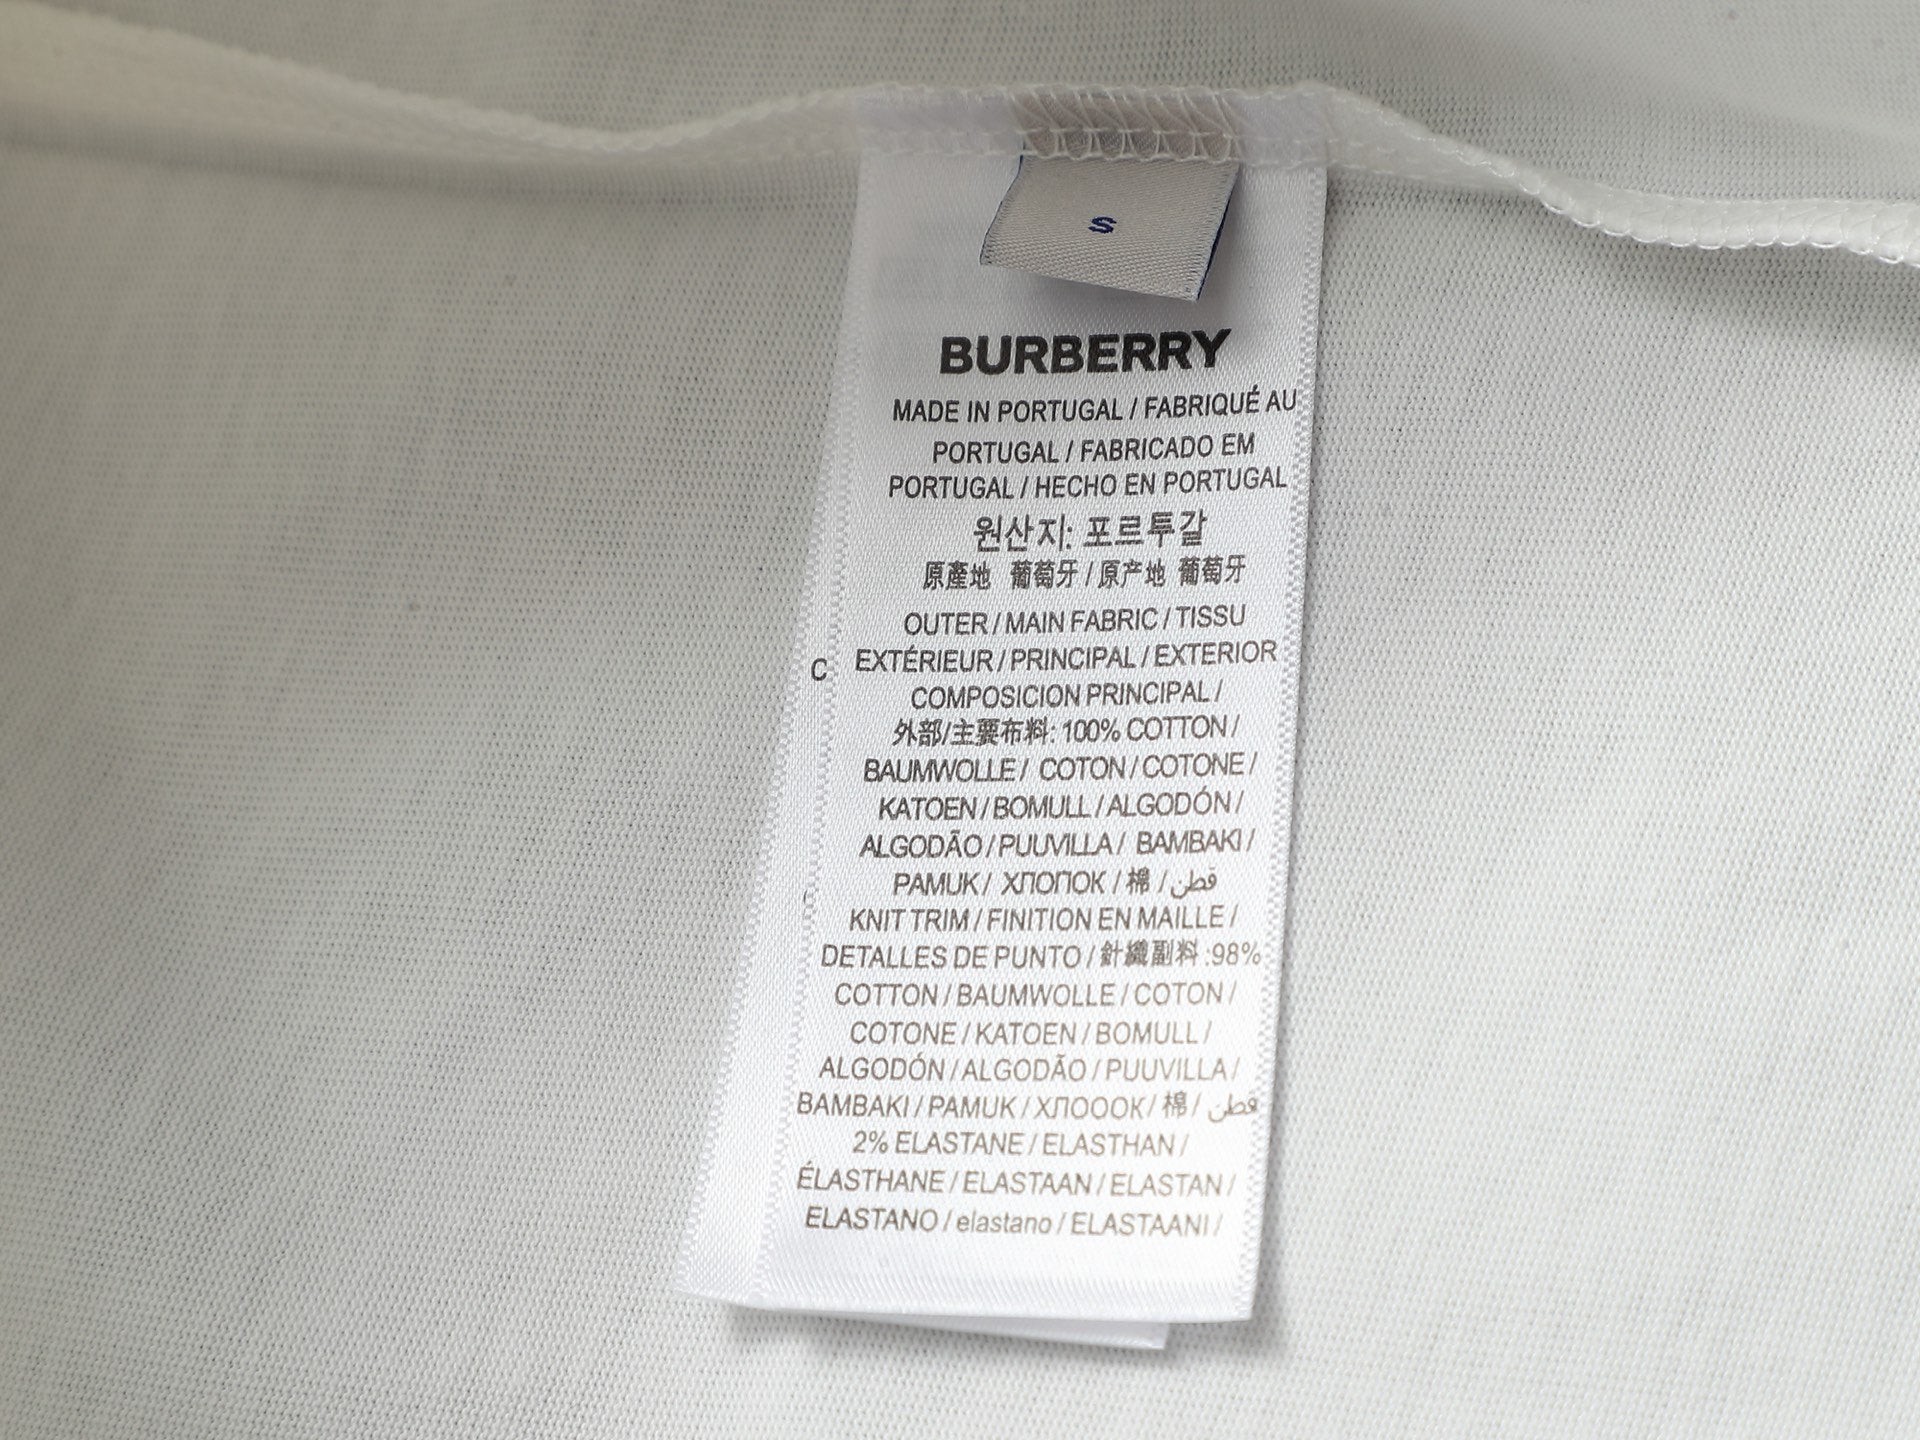 S
BURBERRY
MADE IN PORTUGAL / FABRIQUÉ AU
PORTUGAL / FABRICADO EM
PORTUGAL / HECHO EN PORTUGAL
원산지: 포르투갈
原產地 葡萄牙 / 原产地 葡萄牙
OUTER / MAIN FABRIC / TISSU
C EXTÉRIEUR / PRINCIPAL / EXTERIOR
COMPOSICION PRINCIPAL /
外部/主要布料: 100% COTTON /
BAUMWOLLE / COTON / COTONE /
KATOEN / BOMULL / ALGODÓN /
ALGODÃO / PUUVILLA / BAMBAKI /
PAMUK / ХПОПОК / 棉 / قطن
KNIT TRIM / FINITION EN MAILLE /
DETALLES DE PUNTO / 針織副料 :98%
COTTON / BAUMWOLLE / COTON /
COTONE / KATOEN / BOMULL /
ALGODÓN / ALGODÃO / PUUVILLA /
BAMBAKI / PAMUK / ХПОООК / 棉 / قطن
2% ELASTANE / ELASTHAN /
ÉLASTHANE / ELASTAAN / ELASTAN /
ELASTANO / elastano / ELASTAANI /